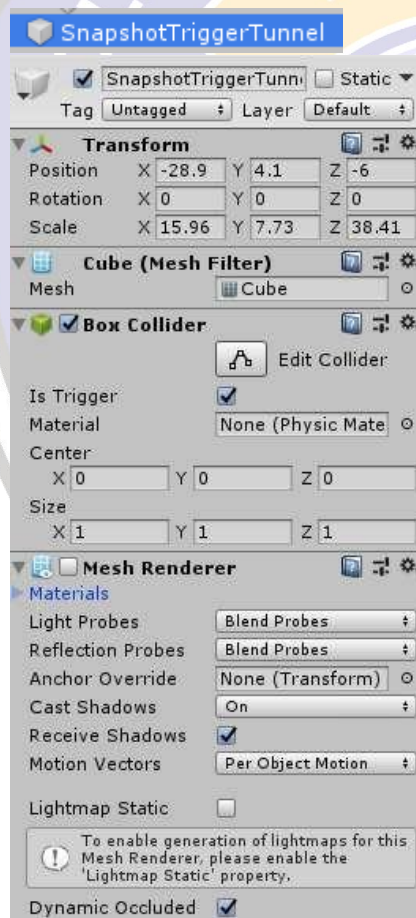 SnapshotTriggerTunnel
SnapshotTriggerTunn Static
Tag Untagged Layer Default
Transform
Position X -28.9 Y 4.1 Z -6
Rotation X 0 Y 0 Z 0
Scale X 15.96 Y 7.73 Z 38.41
Cube (Mesh Filter)
Mesh Cube
Box Collider
Edit Collider
Is Trigger
Material None (Physic Mate
Center
X 0 Y 0 Z 0
Size
X 1 Y 1 Z 1
Mesh Renderer
Materials
Light Probes Blend Probes
Reflection Probes Blend Probes
Anchor Override None (Transform)
Cast Shadows On
Receive Shadows
Motion Vectors Per Object Motion
Lightmap Static
To enable generation of lightmaps for this
Mesh Renderer, please enable the
'Lightmap Static' property.
Dynamic Occluded